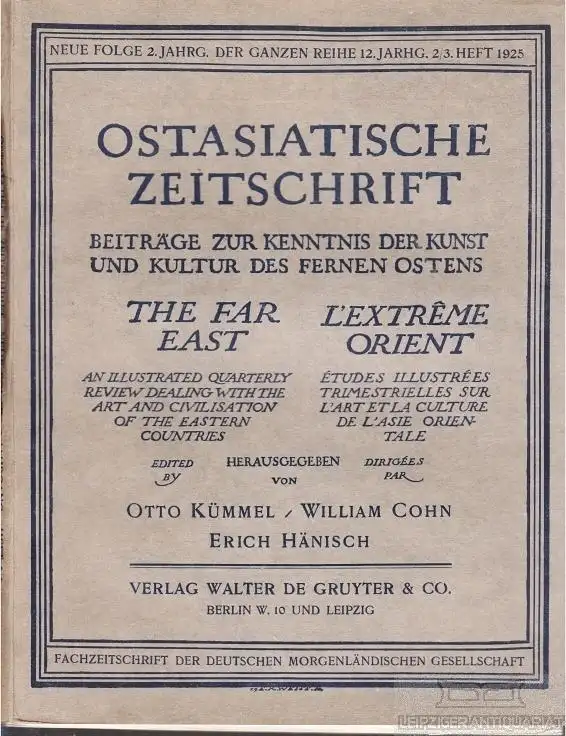 NEUE FOLGE 2. JAHRG. DER GANZEN REIHE 12. JARHG. 2/3. HEFT 1925
OSTASIATISCHE
ZEITSCHRIFT
BEITRÄGE ZUR KENNTNIS DER KUNST
UND KULTUR DES FERNEN OSTENS
THE FAR
EAST
AN ILLUSTRATED QUARTERLY
REVIEW DEALING WITH THE
ART AND CIVILISATION
OF THE EASTERN
COUNTRIES
L'EXTRÊME
ORIENT
ÉTUDES ILLUSTRÉES
TRIMESTRIELLES SUR
L'ART ET LA CULTURE
DE L'ASIE ORIEN-
TALE
EDITED
BY
HERAUSGEGEBEN
VON
DIRIGÉES
PAR
OTTO KÜMMEL / WILLIAM COHN
ERICH HÄNISCH
VERLAG WALTER DE GRUYTER & CO.
BERLIN W. 10 UND LEIPZIG
FACHZEITSCHRIFT DER DEUTSCHEN MORGENLÄNDISCHEN GESELLSCHAFT
LEIPZIGER ANTIQUARIAT